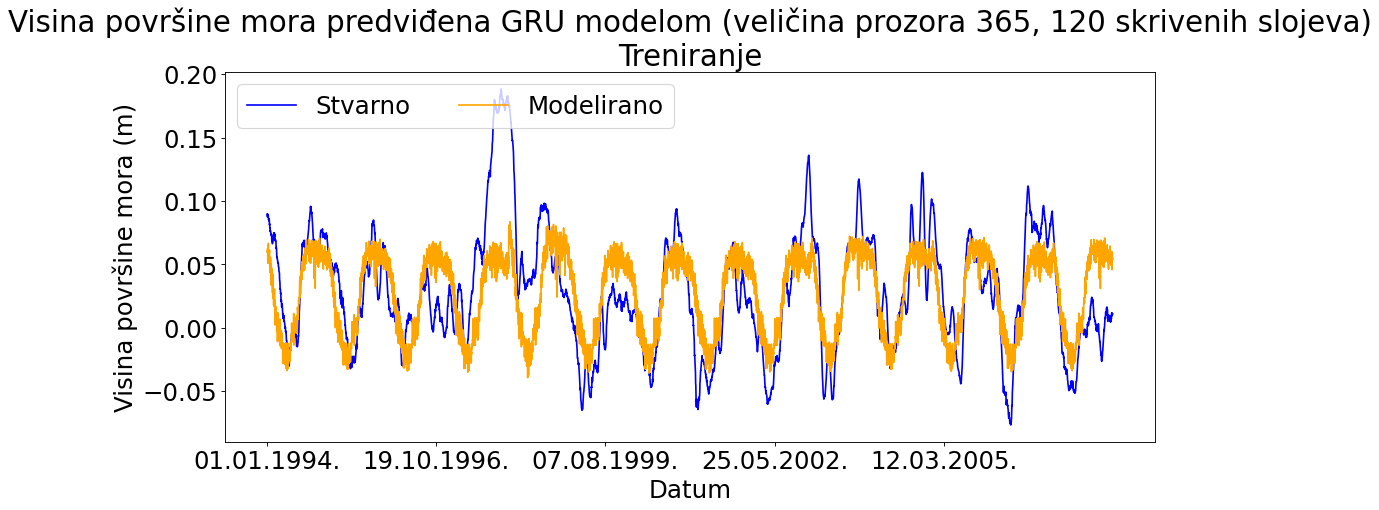 Visina površine mora predviđena GRU modelom (veličina prozora 365, 120 skrivenih slojeva)
Treniranje
Stvarno
Modelirano
Visina površine mora (m)
0.20
0.15
0.10
0.05
0.00
−0.05
01.01.1994.
19.10.1996.
07.08.1999.
25.05.2002.
12.03.2005.
Datum